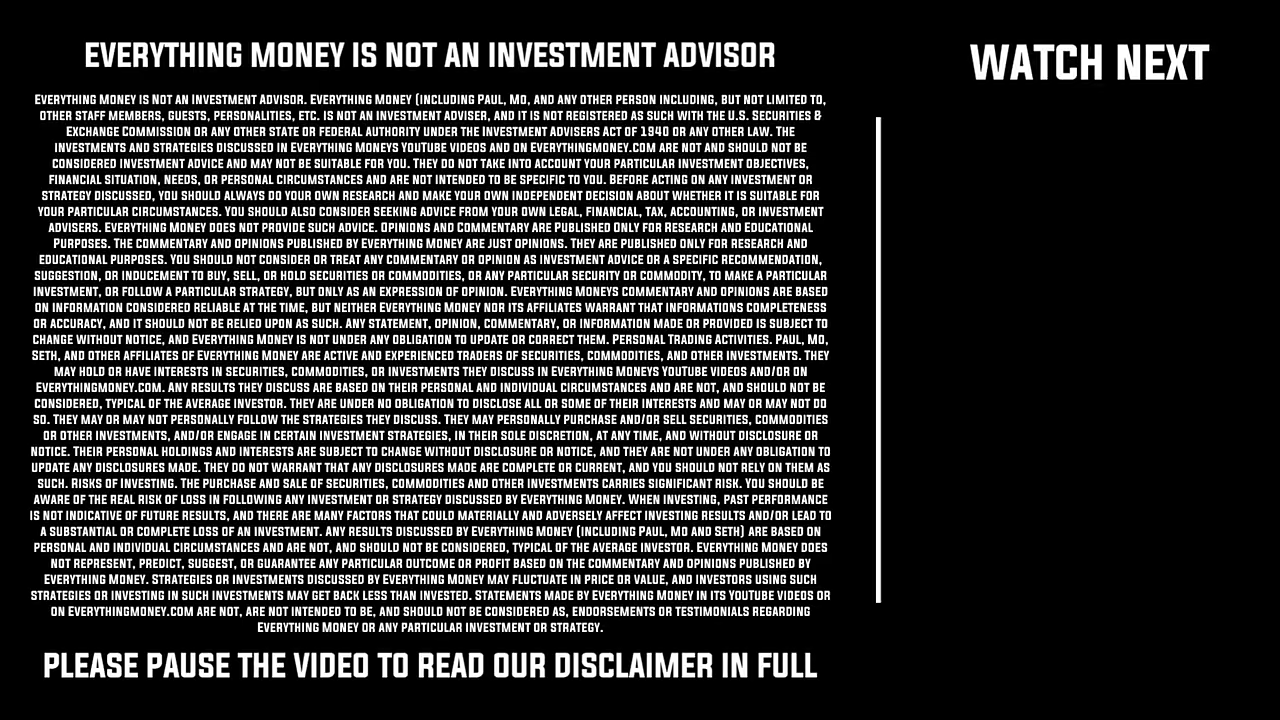 EVERYTHING MONEY IS NOT AN INVESTMENT ADVISOR
WATCH NEXT
EVERYTHING MONEY IS NOT AN INVESTMENT ADVISOR. EVERYTHING MONEY (INCLUDING PAUL, MO, AND ANY OTHER PERSON INCLUDING, BUT NOT LIMITED TO,
OTHER STAFF MEMBERS, GUESTS, PERSONALITIES, ETC. IS NOT AN INVESTMENT ADVISER, AND IT IS NOT REGISTERED AS SUCH WITH THE U.S. SECURITIES &
EXCHANGE COMMISSION OR ANY OTHER STATE OR FEDERAL AUTHORITY UNDER THE INVESTMENT ADVISERS ACT OF 1940 OR ANY OTHER LAW. THE
INVESTMENTS AND STRATEGIES DISCUSSED IN EVERYTHING MONEYS YOUTUBE VIDEOS AND ON EVERYTHINGMONEY.COM ARE NOT AND SHOULD NOT BE
CONSIDERED INVESTMENT ADVICE AND MAY NOT BE SUITABLE FOR YOU. THEY DO NOT TAKE INTO ACCOUNT YOUR PARTICULAR INVESTMENT OBJECTIVES,
FINANCIAL SITUATION, NEEDS, OR PERSONAL CIRCUMSTANCES AND ARE NOT INTENDED TO BE SPECIFIC TO YOU. BEFORE ACTING ON ANY INVESTMENT OR
STRATEGY DISCUSSED, YOU SHOULD ALWAYS DO YOUR OWN RESEARCH AND MAKE YOUR OWN INDEPENDENT DECISION ABOUT WHETHER IT IS SUITABLE FOR
YOUR PARTICULAR CIRCUMSTANCES. YOU SHOULD ALSO CONSIDER SEEKING ADVICE FROM YOUR OWN LEGAL, FINANCIAL, TAX, ACCOUNTING, OR INVESTMENT
ADVISERS. EVERYTHING MONEY DOES NOT PROVIDE SUCH ADVICE. OPINIONS AND COMMENTARY ARE PUBLISHED ONLY FOR RESEARCH AND EDUCATIONAL
PURPOSES. THE COMMENTARY AND OPINIONS PUBLISHED BY EVERYTHING MONEY ARE JUST OPINIONS. THEY ARE PUBLISHED ONLY FOR RESEARCH AND
EDUCATIONAL PURPOSES. YOU SHOULD NOT CONSIDER OR TREAT ANY COMMENTARY OR OPINION AS INVESTMENT ADVICE OR A SPECIFIC RECOMMENDATION,
SUGGESTION, OR INDUCEMENT TO BUY, SELL, OR HOLD SECURITIES OR COMMODITIES, OR ANY PARTICULAR SECURITY OR COMMODITY, TO MAKE A PARTICULAR
INVESTMENT, OR FOLLOW A PARTICULAR STRATEGY, BUT ONLY AS AN EXPRESSION OF OPINION. EVERYTHING MONEYS COMMENTARY AND OPINIONS ARE BASED
ON INFORMATION CONSIDERED RELIABLE AT THE TIME, BUT NEITHER EVERYTHING MONEY NOR ITS AFFILIATES WARRANT THAT INFORMATIONS COMPLETENESS
OR ACCURACY, AND IT SHOULD NOT BE RELIED UPON AS SUCH. ANY STATEMENT, OPINION, COMMENTARY, OR INFORMATION MADE OR PROVIDED IS SUBJECT TO
CHANGE WITHOUT NOTICE, AND EVERYTHING MONEY IS NOT UNDER ANY OBLIGATION TO UPDATE OR CORRECT THEM. PERSONAL TRADING ACTIVITIES. PAUL, MO,
SETH, AND OTHER AFFILIATES OF EVERYTHING MONEY ARE ACTIVE AND EXPERIENCED TRADERS OF SECURITIES, COMMODITIES, AND OTHER INVESTMENTS. THEY
MAY HOLD OR HAVE INTERESTS IN SECURITIES, COMMODITIES, OR INVESTMENTS THEY DISCUSS IN EVERYTHING MONEYS YOUTUBE VIDEOS AND/OR ON
EVERYTHINGMONEY.COM. ANY RESULTS THEY DISCUSS ARE BASED ON THEIR PERSONAL AND INDIVIDUAL CIRCUMSTANCES AND ARE NOT, AND SHOULD NOT BE
CONSIDERED, TYPICAL OF THE AVERAGE INVESTOR. THEY ARE UNDER NO OBLIGATION TO DISCLOSE ALL OR SOME OF THEIR INTERESTS AND MAY OR MAY NOT DO
SO. THEY MAY OR MAY NOT PERSONALLY FOLLOW THE STRATEGIES THEY DISCUSS. THEY MAY PERSONALLY PURCHASE AND/OR SELL SECURITIES, COMMODITIES
OR OTHER INVESTMENTS, AND/OR ENGAGE IN CERTAIN INVESTMENT STRATEGIES, IN THEIR SOLE DISCRETION, AT ANY TIME, AND WITHOUT DISCLOSURE OR
NOTICE. THEIR PERSONAL HOLDINGS AND INTERESTS ARE SUBJECT TO CHANGE WITHOUT DISCLOSURE OR NOTICE, AND THEY ARE NOT UNDER ANY OBLIGATION TO
UPDATE ANY DISCLOSURES MADE. THEY DO NOT WARRANT THAT ANY DISCLOSURES MADE ARE COMPLETE OR CURRENT, AND YOU SHOULD NOT RELY ON THEM AS
SUCH. RISKS OF INVESTING. THE PURCHASE AND SALE OF SECURITIES, COMMODITIES AND OTHER INVESTMENTS CARRIES SIGNIFICANT RISK. YOU SHOULD BE
AWARE OF THE REAL RISK OF LOSS IN FOLLOWING ANY INVESTMENT OR STRATEGY DISCUSSED BY EVERYTHING MONEY. WHEN INVESTING, PAST PERFORMANCE
IS NOT INDICATIVE OF FUTURE RESULTS, AND THERE ARE MANY FACTORS THAT COULD MATERIALLY AND ADVERSELY AFFECT INVESTING RESULTS AND/OR LEAD TO
A SUBSTANTIAL OR COMPLETE LOSS OF AN INVESTMENT. ANY RESULTS DISCUSSED BY EVERYTHING MONEY (INCLUDING PAUL, MO AND SETH) ARE BASED ON
PERSONAL AND INDIVIDUAL CIRCUMSTANCES AND ARE NOT, AND SHOULD NOT BE CONSIDERED, TYPICAL OF THE AVERAGE INVESTOR. EVERYTHING MONEY DOES
NOT REPRESENT, PREDICT, SUGGEST, OR GUARANTEE ANY PARTICULAR OUTCOME OR PROFIT BASED ON THE COMMENTARY AND OPINIONS PUBLISHED BY
EVERYTHING MONEY. STRATEGIES OR INVESTMENTS DISCUSSED BY EVERYTHING MONEY MAY FLUCTUATE IN PRICE OR VALUE, AND INVESTORS USING SUCH
STRATEGIES OR INVESTING IN SUCH INVESTMENTS MAY GET BACK LESS THAN INVESTED. STATEMENTS MADE BY EVERYTHING MONEY IN ITS YOUTUBE VIDEOS OR
ON EVERYTHINGMONEY.COM ARE NOT, ARE NOT INTENDED TO BE, AND SHOULD NOT BE CONSIDERED AS, ENDORSEMENTS OR TESTIMONIALS REGARDING
EVERYTHING MONEY OR ANY PARTICULAR INVESTMENT OR STRATEGY.
PLEASE PAUSE THE VIDEO TO READ OUR DISCLAIMER IN FULL